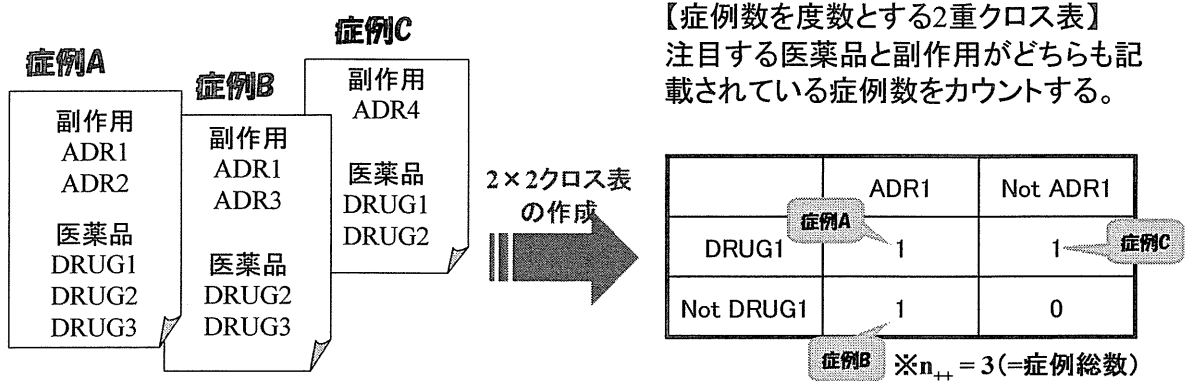 症例A
副作用
ADR1
ADR2
医薬品
DRUG1
DRUG2
DRUG3
症例B
副作用
ADR1
ADR3
医薬品
DRUG2
DRUG3
症例C
副作用
ADR4
医薬品
DRUG1
DRUG2
2×2クロス表
の作成
【症例数を度数とする2重クロス表】
注目する医薬品と副作用がどちらも記
載されている症例数をカウントする。
ADR1 Not ADR1
症例A
DRUG1 1 1
症例C
Not DRUG1 1 0
症例B
※n++ = 3(=症例総数)